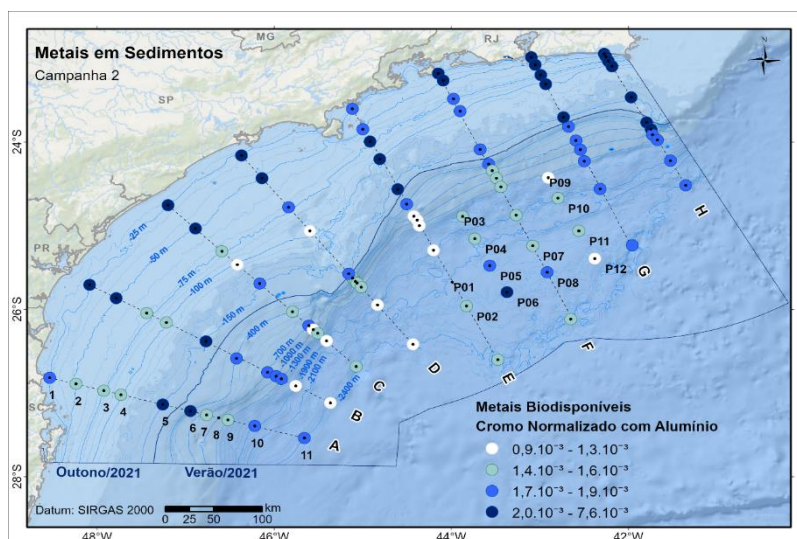 MG
RJ
Metais em Sedimentos
Campanha 2
SP
24°S
24°S
PR
-25 m
-50 m
-75 m
-100 m
-150 m
-400 m
-700 m
-1000 m
-1300 m
-1900 m
-2100 m
-2400 m
P09
P10
P03
P04
P11
P07
P12
P05
P08
P01
P06
P02
H
G
F
E
D
C
B
A
26°S
26°S
SC
1
2
3
4
5
6
7
8
9
10
11
28°S
28°S
Outono/2021
Verão/2021
Metais Biodisponíveis
Cromo Normalizado com Alumínio
0,9.10⁻³ - 1,3.10⁻³
1,4.10⁻³ - 1,6.10⁻³
1,7.10⁻³ - 1,9.10⁻³
2,0.10⁻³ - 7,6.10⁻³
Datum: SIRGAS 2000
km
0 25 50 100
48°W
46°W
44°W
42°W